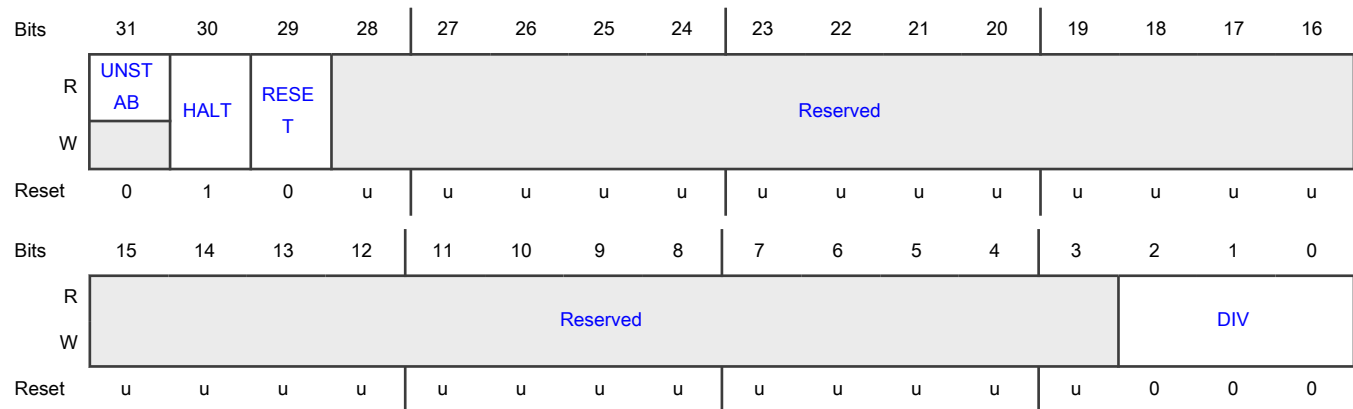 Bits 31 30 29 28 27 26 25 24 23 22 21 20 19 18 17 16
R UNST
AB HALT RESE
T Reserved
W
Reset 0 1 0 u u u u u u u u u u u u u
Bits 15 14 13 12 11 10 9 8 7 6 5 4 3 2 1 0
R
Reserved DIV
W
Reset u u u u u u u u u u u u u 0 0 0